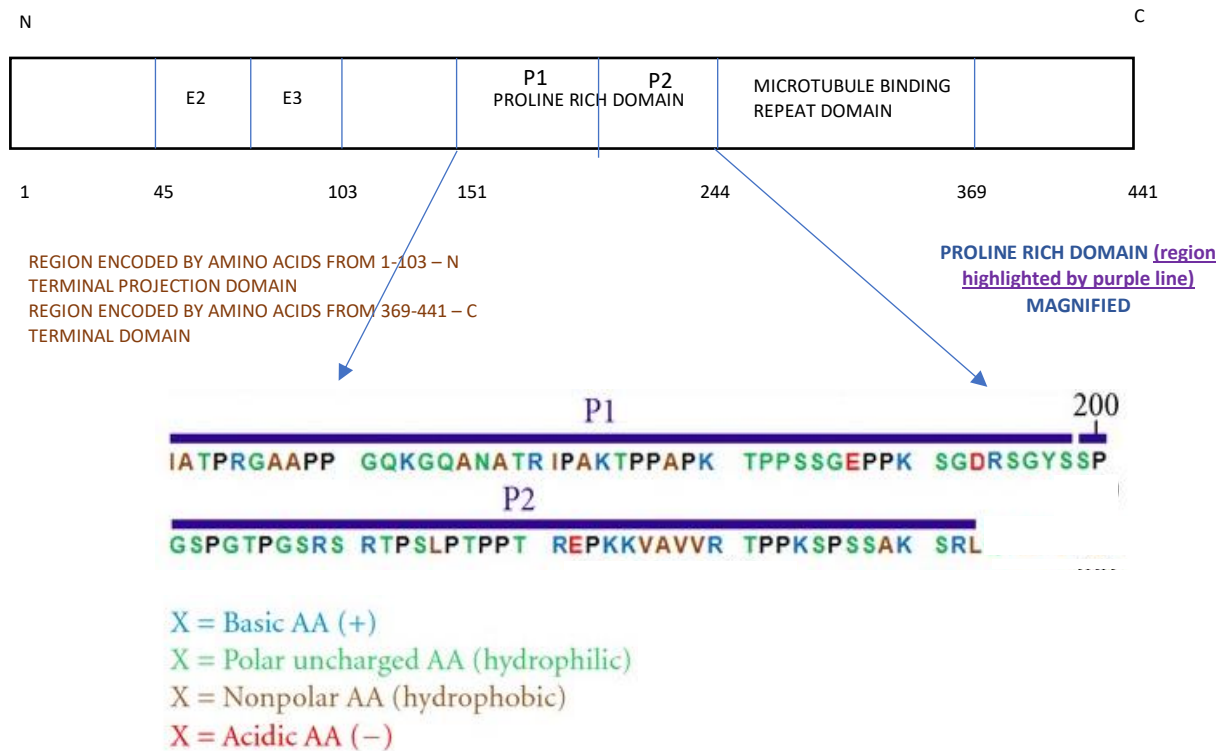 N
C
E2
E3
P1
P2
PROLINE RICH DOMAIN
MICROTUBULE BINDING
REPEAT DOMAIN
1 45 103 151 244 369 441
REGION ENCODED BY AMINO ACIDS FROM 1-103 – N
TERMINAL PROJECTION DOMAIN
REGION ENCODED BY AMINO ACIDS FROM 369-441 – C
TERMINAL DOMAIN
PROLINE RICH DOMAIN (region
highlighted by purple line)
MAGNIFIED
P1
200
IATPRGAAPP GQKGQANATR IPAKTPPAPK TPPSSGEPPK SGDRSGYSSP
P2
GSPGTPGSRS RTPSLPTPPT REPKKVAVVR TPPKSPSSAK SRL
X = Basic AA (+)
X = Polar uncharged AA (hydrophilic)
X = Nonpolar AA (hydrophobic)
X = Acidic AA (−)